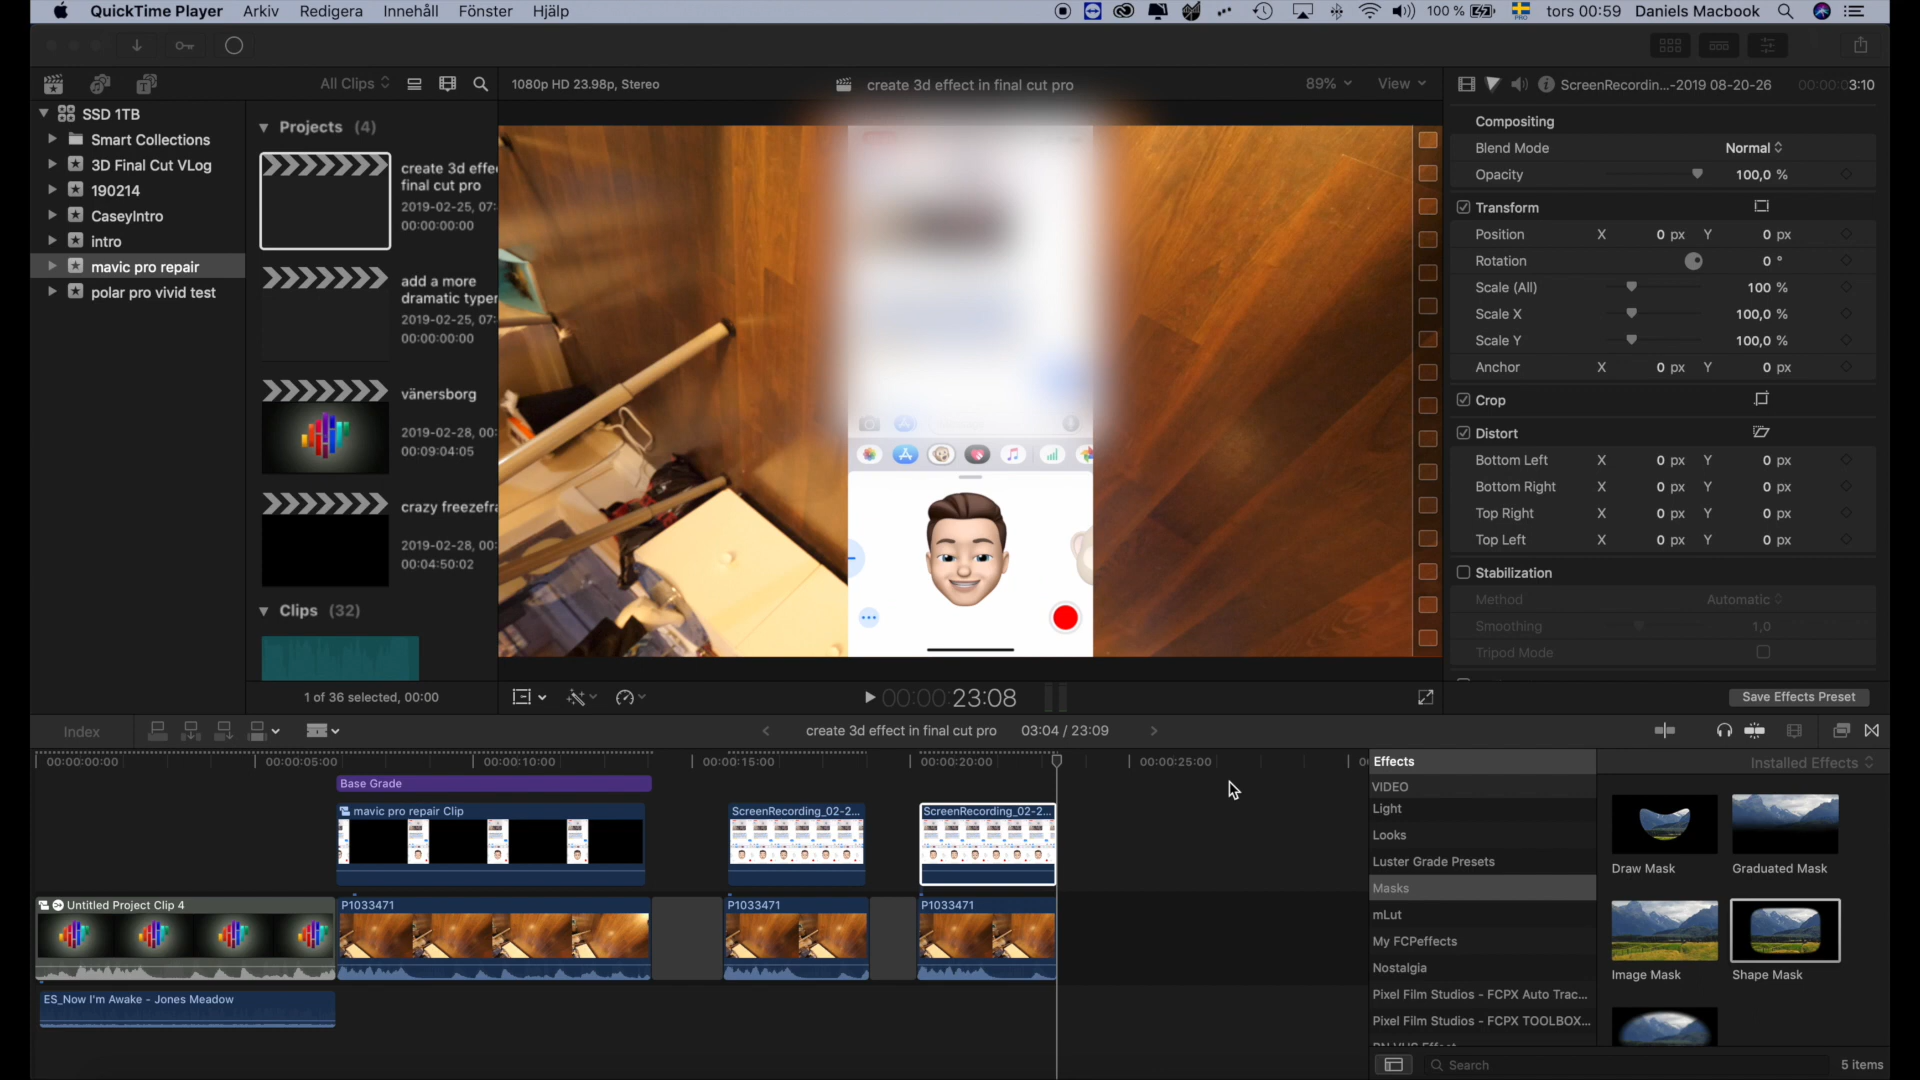 QuickTime Player Arkiv Redigera Innehåll Fönster Hjälp 100 % PRO tors 00:59 Daniels Macbook
All Clips 1080p HD 23.98p, Stereo create 3d effect in final cut pro 89% View ScreenRecordin...-2019 08-20-26 00:00:03:10
SSD 1TB
Smart Collections
3D Final Cut VLog
190214
CaseyIntro
intro
mavic pro repair
polar pro vivid test
Projects (4)
create 3d effe
final cut pro
2019-02-25, 07:
00:00:00:00
add a more
dramatic typer
2019-02-25, 07:
00:00:00:00
vänersborg
2019-02-28, 00:
00:09:04:05
crazy freezefra
2019-02-28, 00:
00:04:50:02
Clips (32)
1 of 36 selected, 00:00
00:00:00:23:08
Compositing
Blend Mode Normal
Opacity 100,0 %
Transform
Position X 0 px Y 0 px
Rotation 0 °
Scale (All) 100 %
Scale X 100,0 %
Scale Y 100,0 %
Anchor X 0 px Y 0 px
Crop
Distort
Bottom Left X 0 px Y 0 px
Bottom Right X 0 px Y 0 px
Top Right X 0 px Y 0 px
Top Left X 0 px Y 0 px
Stabilization
Method Automatic
Smoothing 1,0
Tripod Mode
Save Effects Preset
Index create 3d effect in final cut pro 03:04 / 23:09
00:00:00:00 00:00:05:00 00:00:10:00 00:00:15:00 00:00:20:00 00:00:25:00
Base Grade
mavic pro repair Clip ScreenRecording_02-2... ScreenRecording_02-2...
Untitled Project Clip 4 P1033471 P1033471 P1033471
ES_Now I'm Awake - Jones Meadow
Effects Installed Effects
VIDEO
Light
Looks
Luster Grade Presets
Masks
mLut
My FCPeffects
Nostalgia
Pixel Film Studios - FCPX Auto Trac...
Pixel Film Studios - FCPX TOOLBOX...
Draw Mask Graduated Mask
Image Mask Shape Mask
Search 5 items